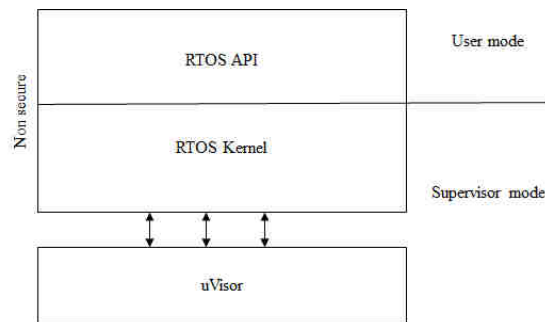 User mode
RTOS API
Non secure
RTOS Kernel
Supervisor mode
uVisor